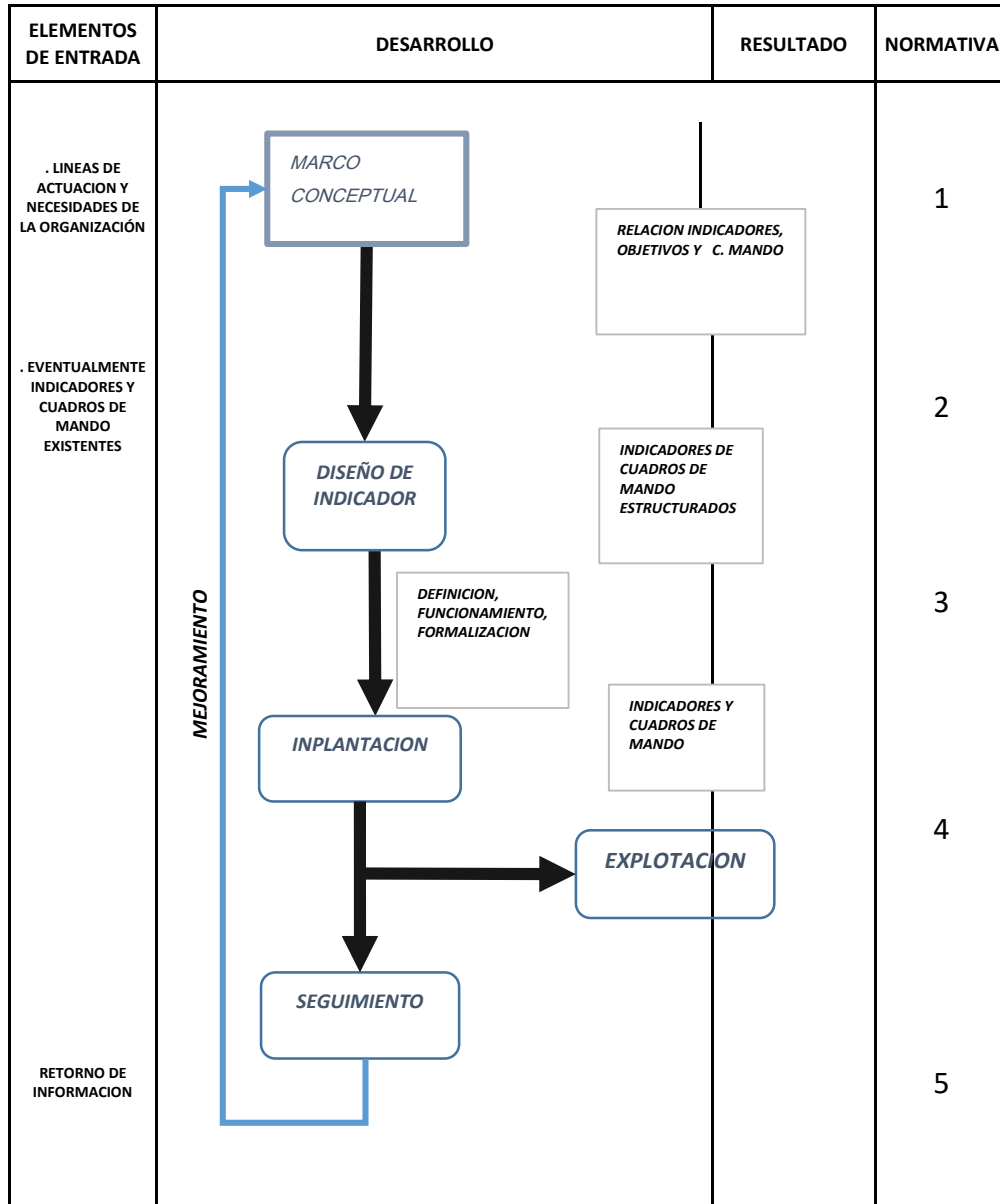 ELEMENTOS
DE ENTRADA
DESARROLLO
RESULTADO
NORMATIVA
. LINEAS DE
ACTUACION Y
NECESIDADES DE
LA ORGANIZACIÓN
MARCO
CONCEPTUAL
RELACION INDICADORES,
OBJETIVOS Y C. MANDO
1
. EVENTUALMENTE
INDICADORES Y
CUADROS DE
MANDO
EXISTENTES
DISEÑO DE
INDICADOR
INDICADORES DE
CUADROS DE
MANDO
ESTRUCTURADOS
2
MEJORAMIENTO
DEFINICION,
FUNCIONAMIENTO,
FORMALIZACION
3
INPLANTACION
INDICADORES Y
CUADROS DE
MANDO
EXPLOTACION
4
SEGUIMIENTO
RETORNO DE
INFORMACION
5